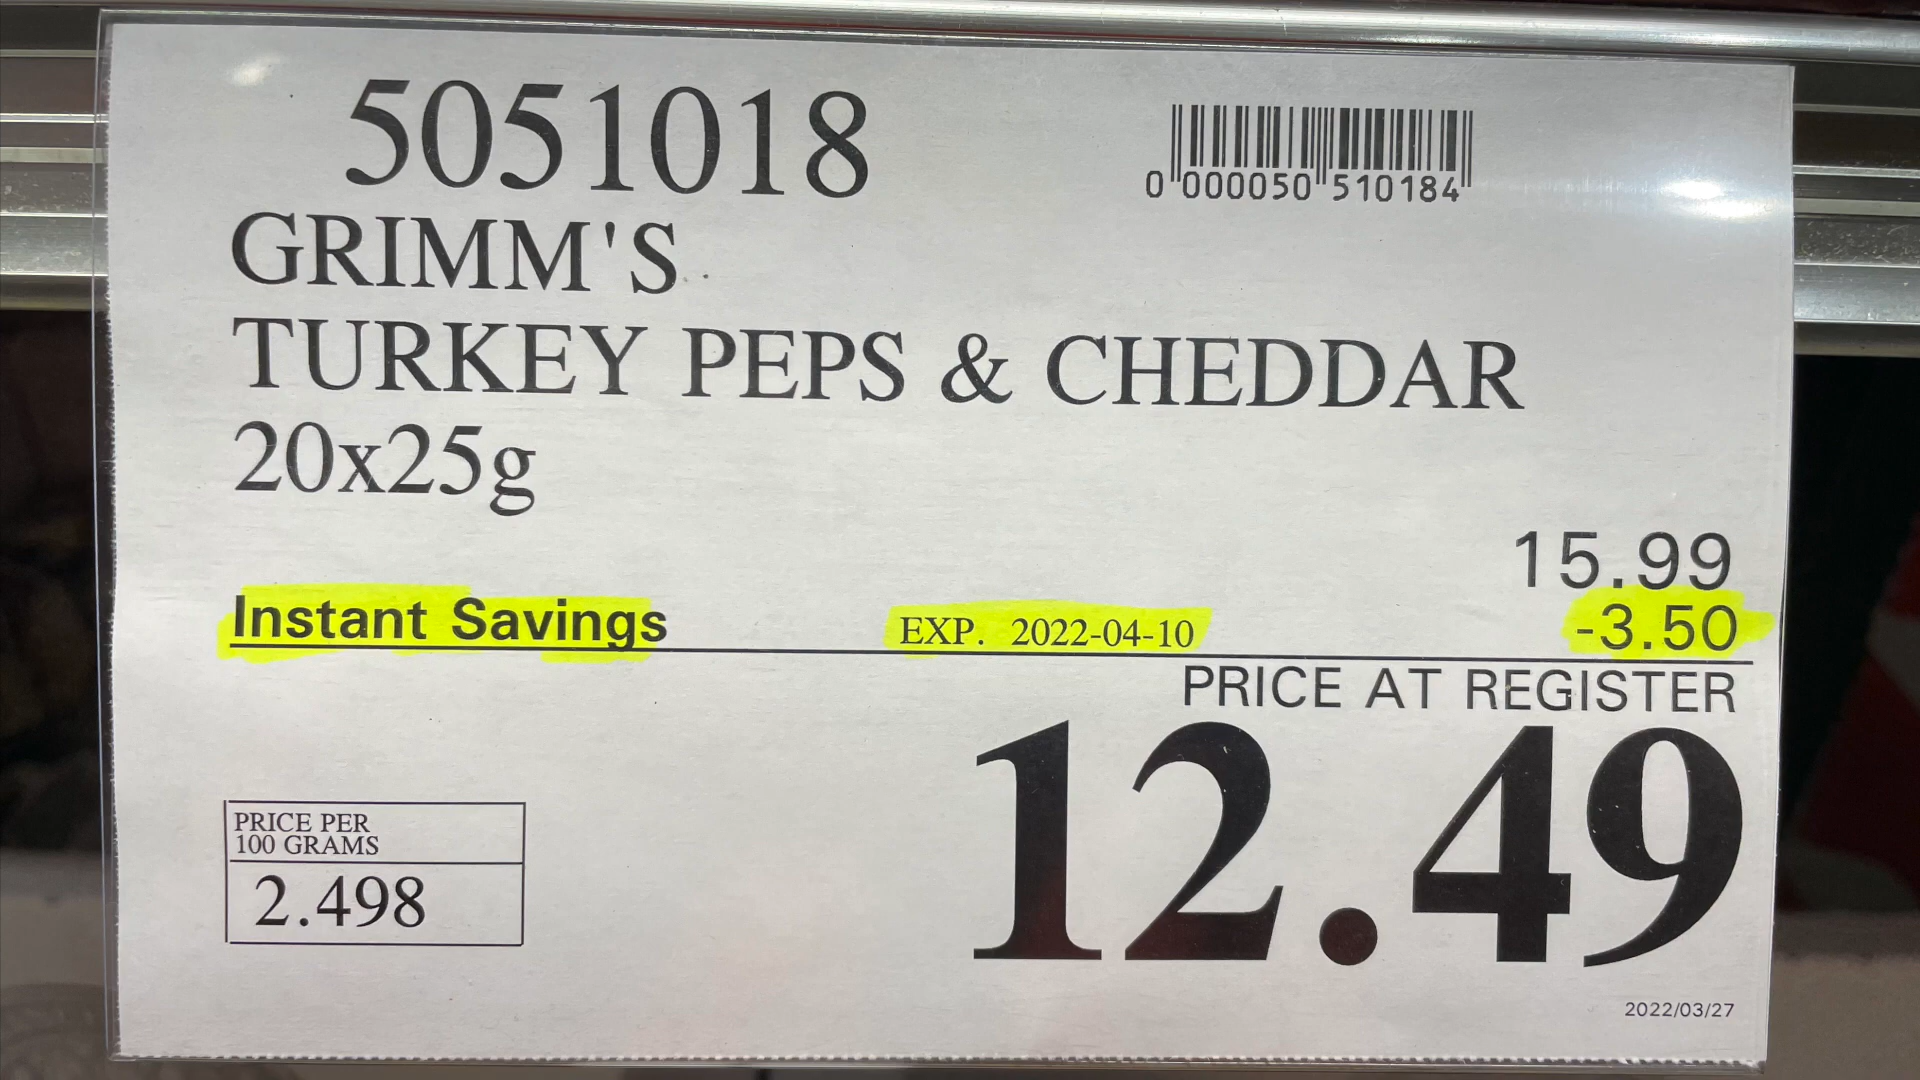 5051018
0 000050 510184
GRIMM'S
TURKEY PEPS & CHEDDAR
20x25g
15.99
Instant Savings EXP. 2022-04-10 -3.50
PRICE AT REGISTER
12.49
PRICE PER
100 GRAMS
2.498
2022/03/27